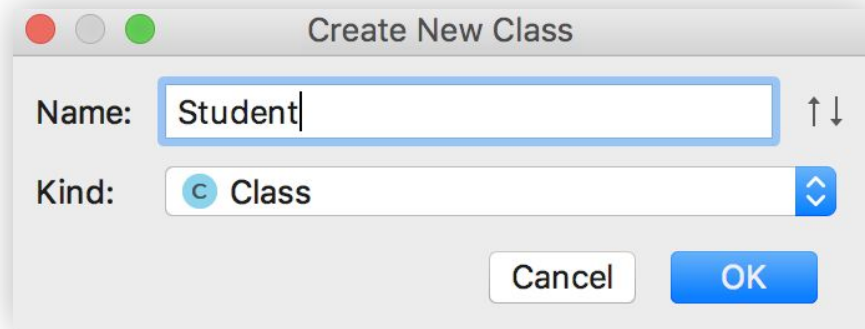 Create New Class
Name: Student
Kind: C Class
Cancel OK